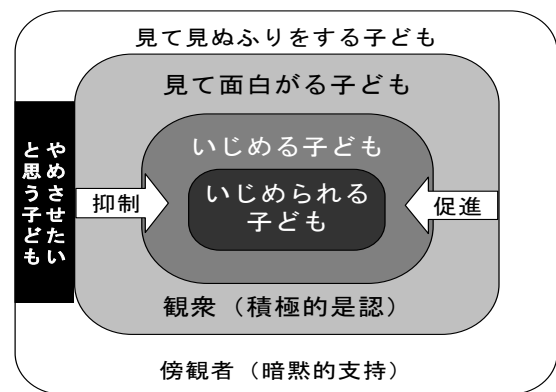 見て見ぬふりをする子ども
見て面白がる子ども
いじめる子ども
いじめられる
子ども
やめさせたい
と思う子ども
抑制
促進
観衆（積極的是認）
傍観者（暗黙的支持）